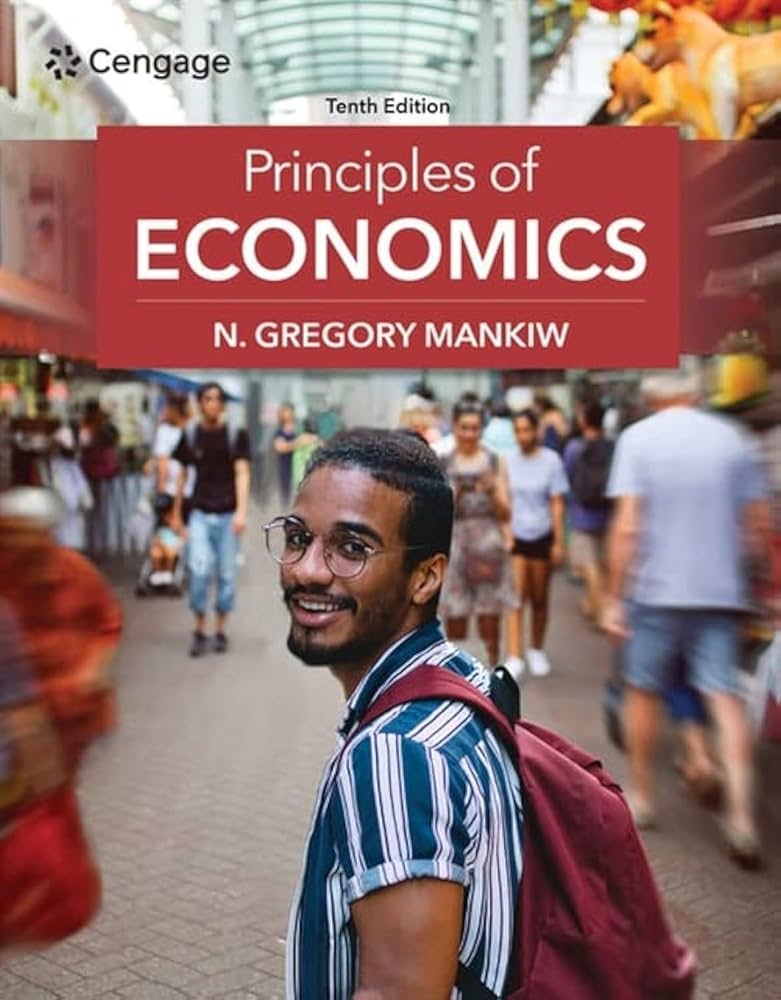 Cengage
Tenth Edition
Principles of
ECONOMICS
N. GREGORY MANKIW